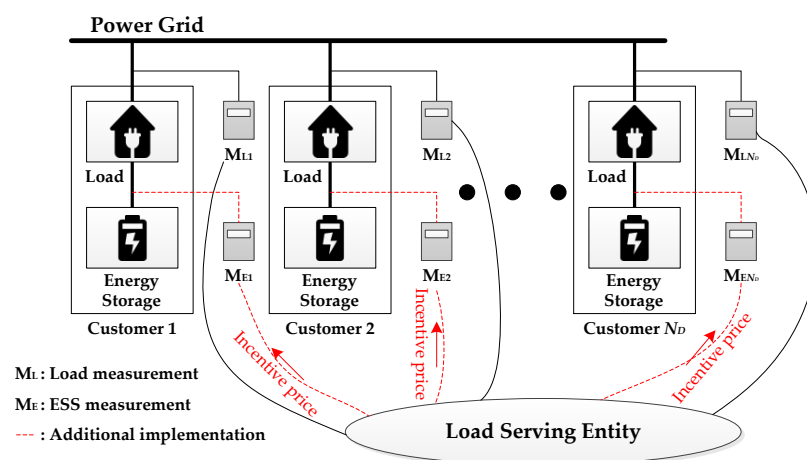 Power Grid
Load
Load
Load
ML1
ML2
MLND
Energy
Storage
Energy
Storage
Energy
Storage
ME1
ME2
MEND
Customer 1
Customer 2
Customer ND
Incentive price
Incentive price
Incentive price
ML : Load measurement
ME : ESS measurement
--- : Additional implementation
Load Serving Entity